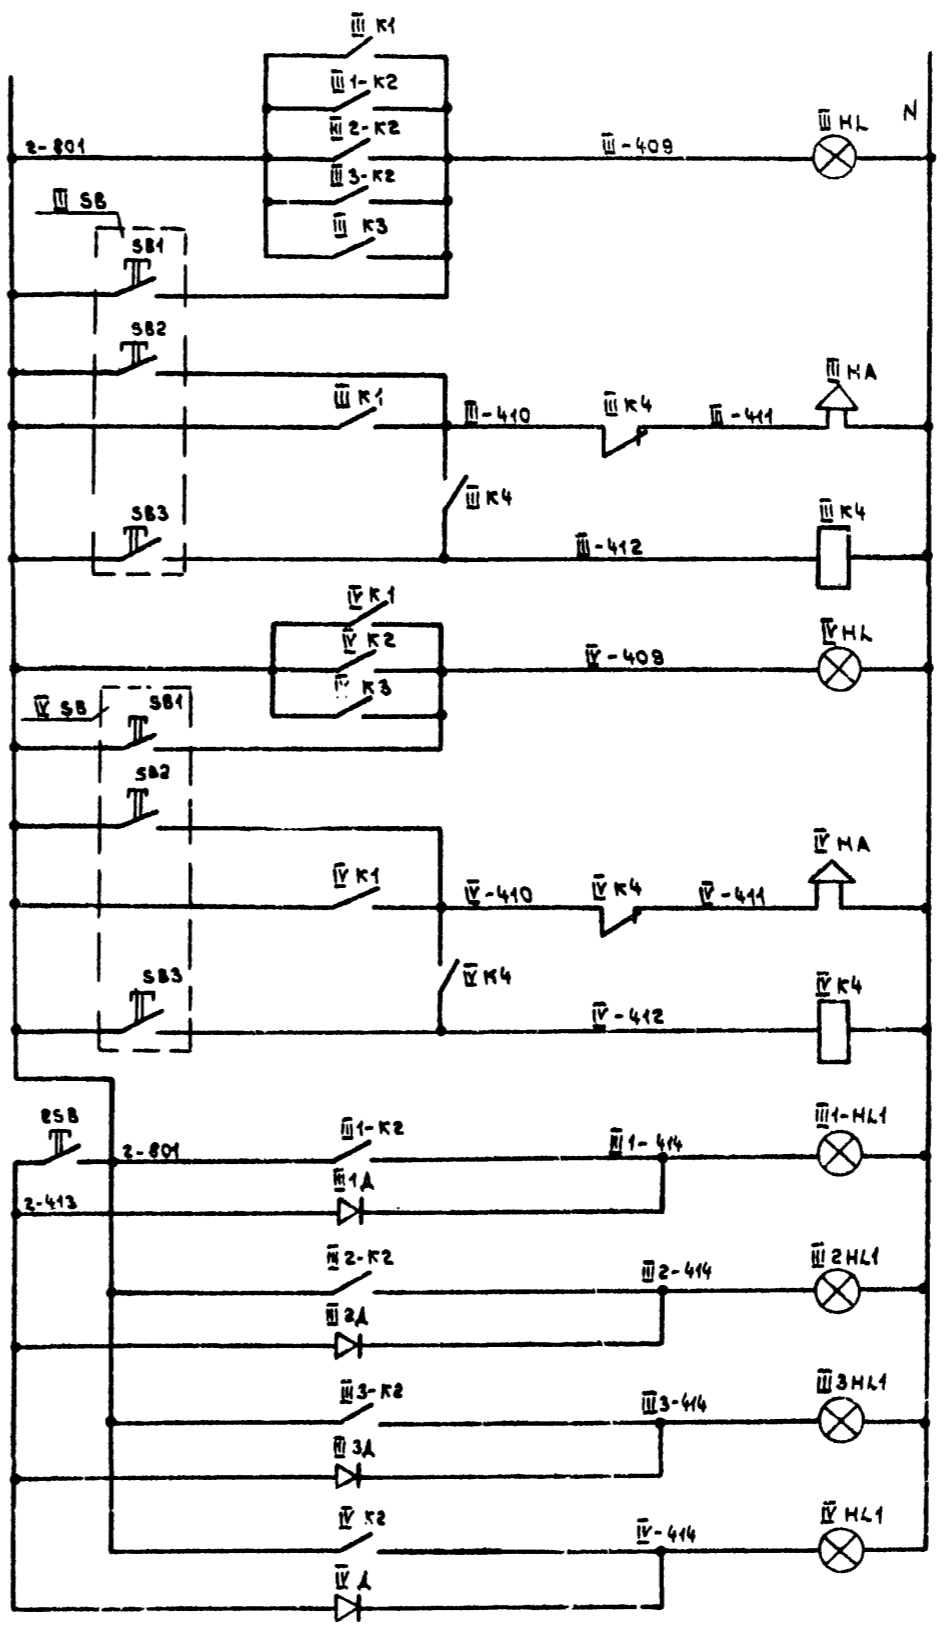 III K1
III 1-K2
N
III HL
2-801
III 2-K2
III-409
III 3-K2
III SB
SB1
III K3
SB2
III HA
III K1
III-410
III K4
III-411
III K4
SB3
III-412
III K4
IV K1
IV K2
IV-409
IV HL
IV K3
IV SB
SB1
SB2
IV HA
IV K1
IV-410
IV K4
IV-411
SB3
IV K4
IV-412
IV K4
2SB
2-801
III 1-K2
III 1-414
III 1-HL1
2-413
III 1Д
III 2-K2
III 2-414
III 2HL1
III 2Д
III 3-K2
III 3-414
III 3HL1
III 3Д
IV K2
IV-414
IV HL1
IV Д